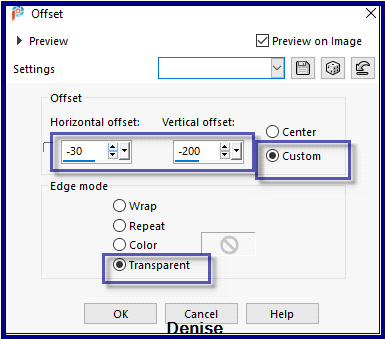 Offset
Preview
Preview on Image
Settings
Offset
Horizontal offset: Vertical offset:
-30 -200
Center
Custom
Edge mode
Wrap
Repeat
Color
Transparent
OK Cancel Help
Denise